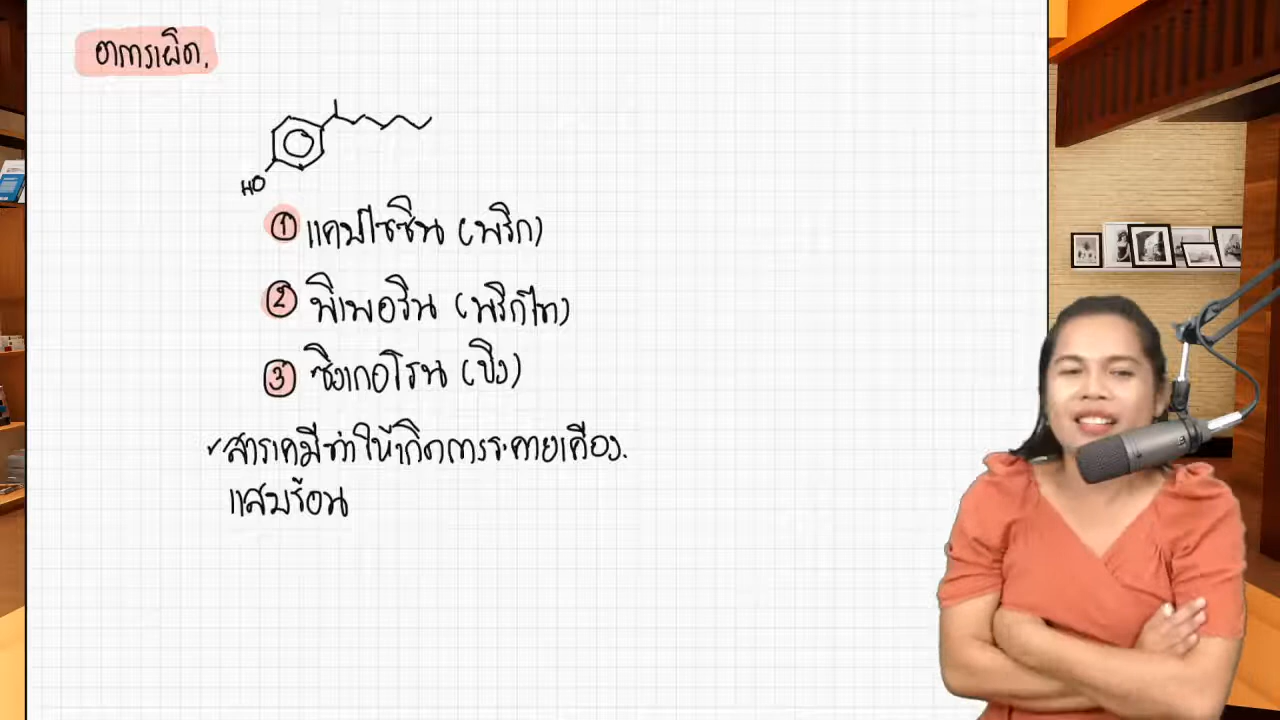 อาการเผ็ด.
HO
① แคปไซซิน (พริก)
② พิเพอรีน (พริกไท)
③ ซิงเกอโรน (ขิง)
✓ สารเคมีทำให้เกิดการระคายเคือง.
แสบร้อน